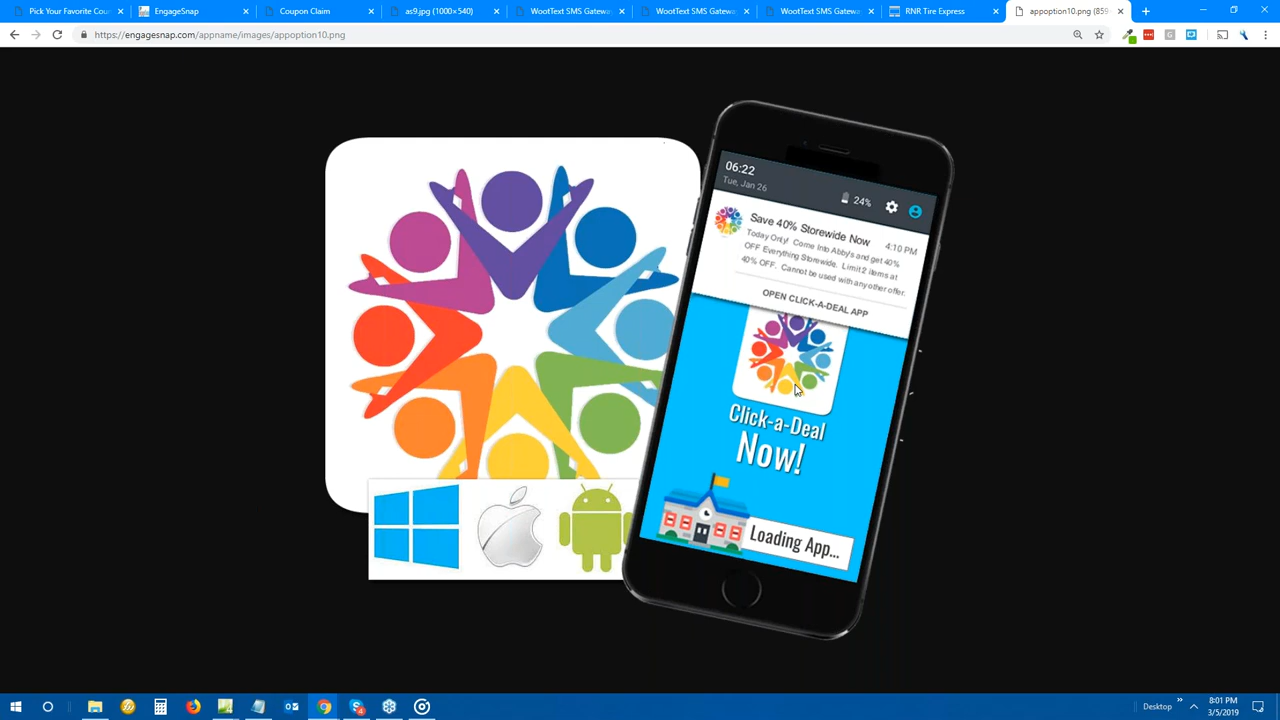 Pick Your Favorite Cou
EngageSnap
Coupon Claim
as9.jpg (1000×540)
WootText SMS Gatewa
WootText SMS Gatewa
WootText SMS Gatewa
RNR Tire Express
appoption10.png (859
https://engagesnap.com/appname/images/appoption10.png
06:22
Tue, Jan 26
24%
Save 40% Storewide Now
4:10 PM
Today Only! Come Into Abby's and get 40%
OFF Everything Storewide. Limit 2 items at
40% OFF. Cannot be used with any other offer.
OPEN CLICK-A-DEAL APP
Click-a-Deal
Now!
Loading App...
Desktop
8:01 PM
3/5/2019